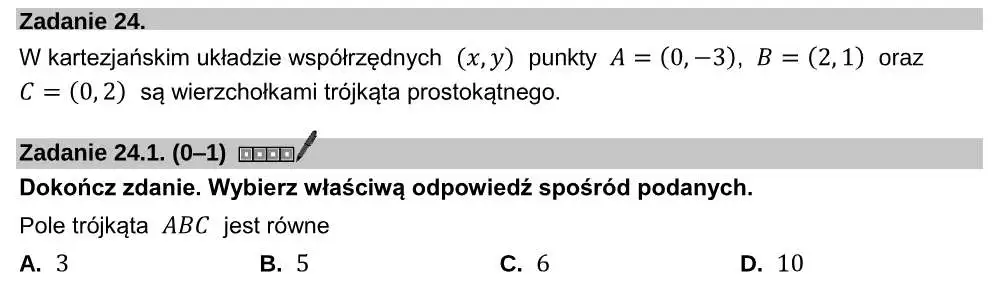 Zadanie 24.
W kartezjańskim układzie współrzędnych (x, y) punkty A = (0, −3), B = (2, 1) oraz
C = (0, 2) są wierzchołkami trójkąta prostokątnego.
Zadanie 24.1. (0–1)
Dokończ zdanie. Wybierz właściwą odpowiedź spośród podanych.
Pole trójkąta ABC jest równe
A. 3 B. 5 C. 6 D. 10